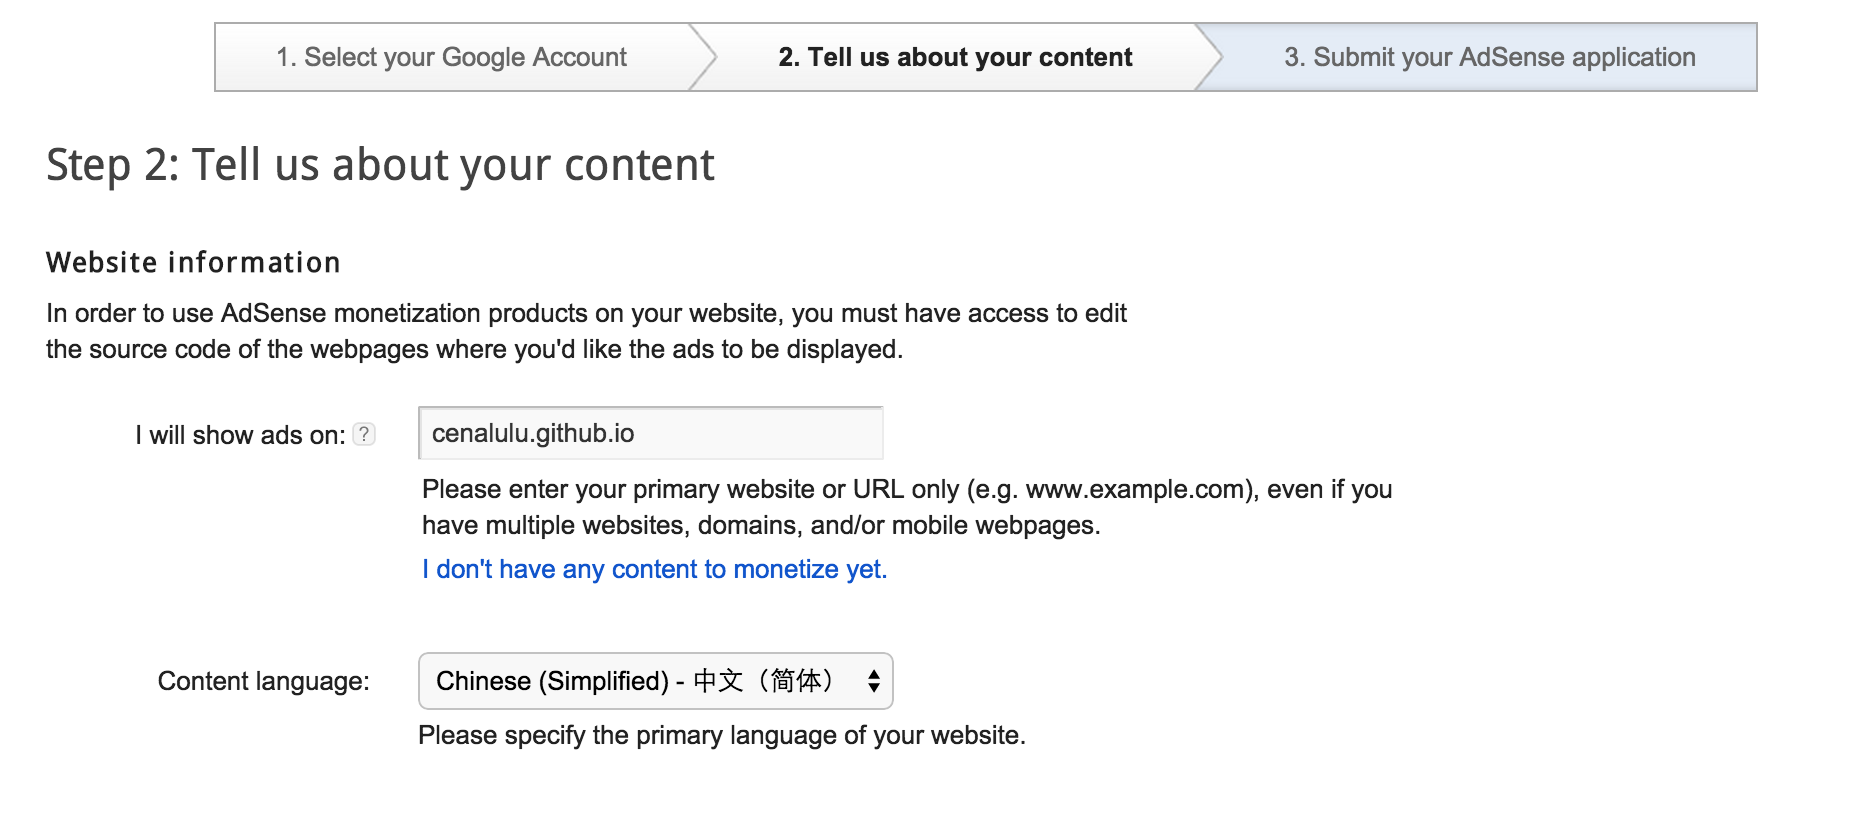 1. Select your Google Account
2. Tell us about your content
3. Submit your AdSense application
Step 2: Tell us about your content
Website information
In order to use AdSense monetization products on your website, you must have access to edit
the source code of the webpages where you'd like the ads to be displayed.
I will show ads on: ?
cenalulu.github.io
Please enter your primary website or URL only (e.g. www.example.com), even if you
have multiple websites, domains, and/or mobile webpages.
I don't have any content to monetize yet.
Content language:
Chinese (Simplified) - 中文（简体）
Please specify the primary language of your website.